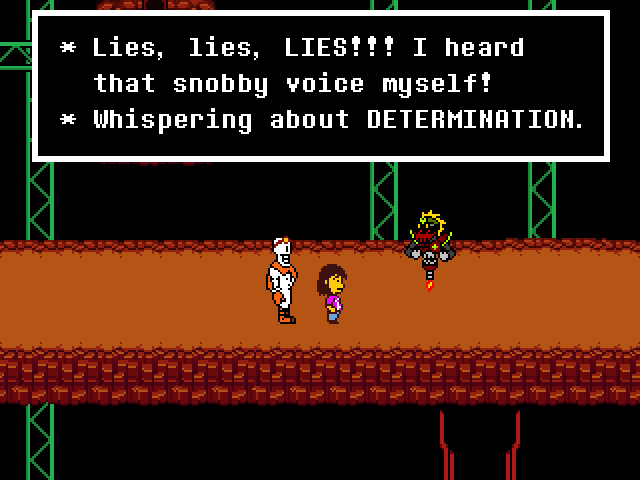 * Lies, lies, LIES!!! I heard
that snobby voice myself!
* Whispering about DETERMINATION.